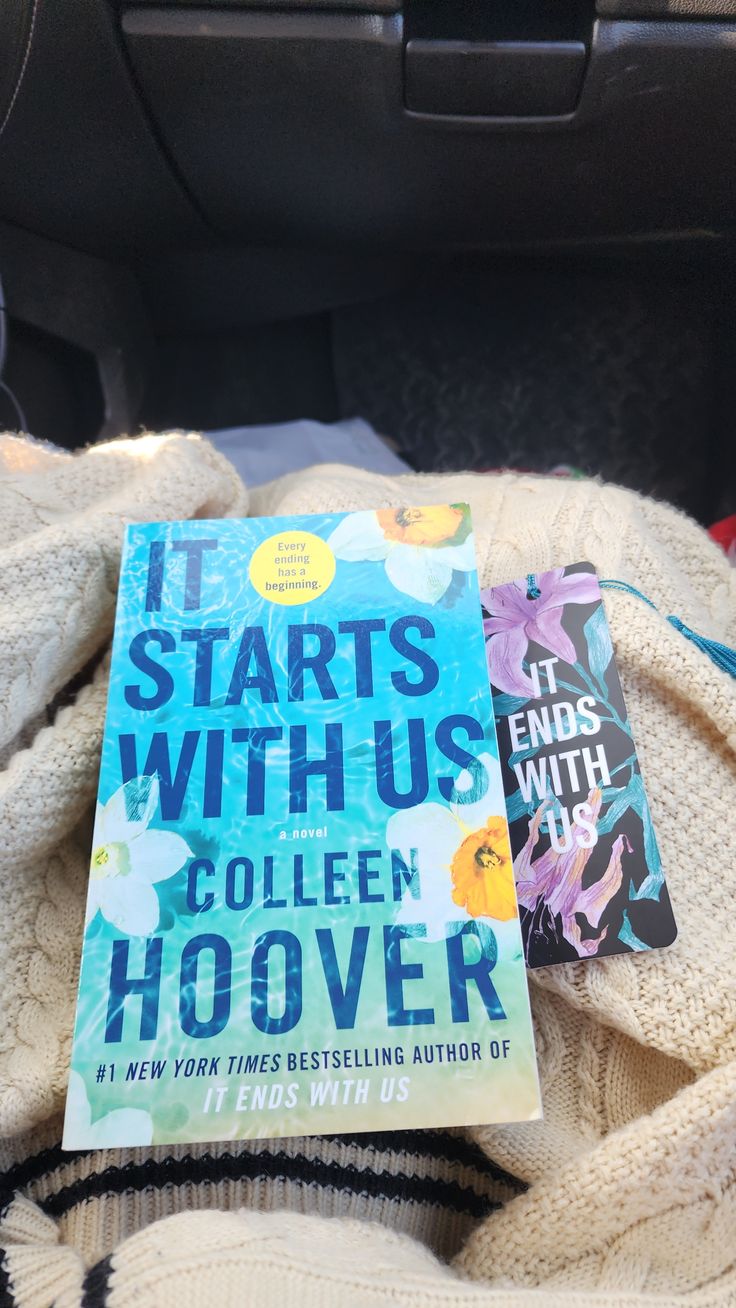 IT
STARTS
WITH US
Every
ending
has a
beginning.
a novel
COLLEEN
HOOVER
#1 NEW YORK TIMES BESTSELLING AUTHOR OF
IT ENDS WITH US
IT
ENDS
WITH
US